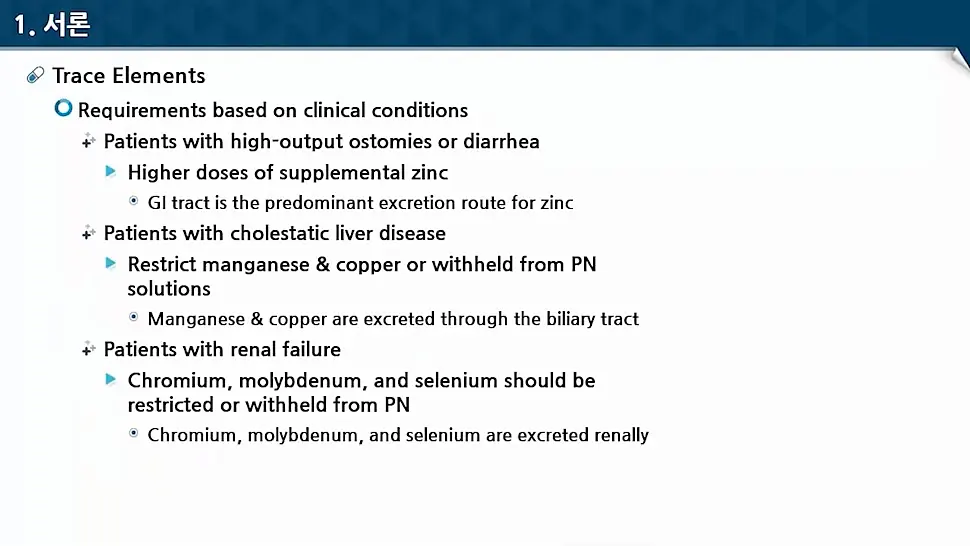 1. 서론
Trace Elements
Requirements based on clinical conditions
Patients with high-output ostomies or diarrhea
Higher doses of supplemental zinc
GI tract is the predominant excretion route for zinc
Patients with cholestatic liver disease
Restrict manganese & copper or withheld from PN
solutions
Manganese & copper are excreted through the biliary tract
Patients with renal failure
Chromium, molybdenum, and selenium should be
restricted or withheld from PN
Chromium, molybdenum, and selenium are excreted renally